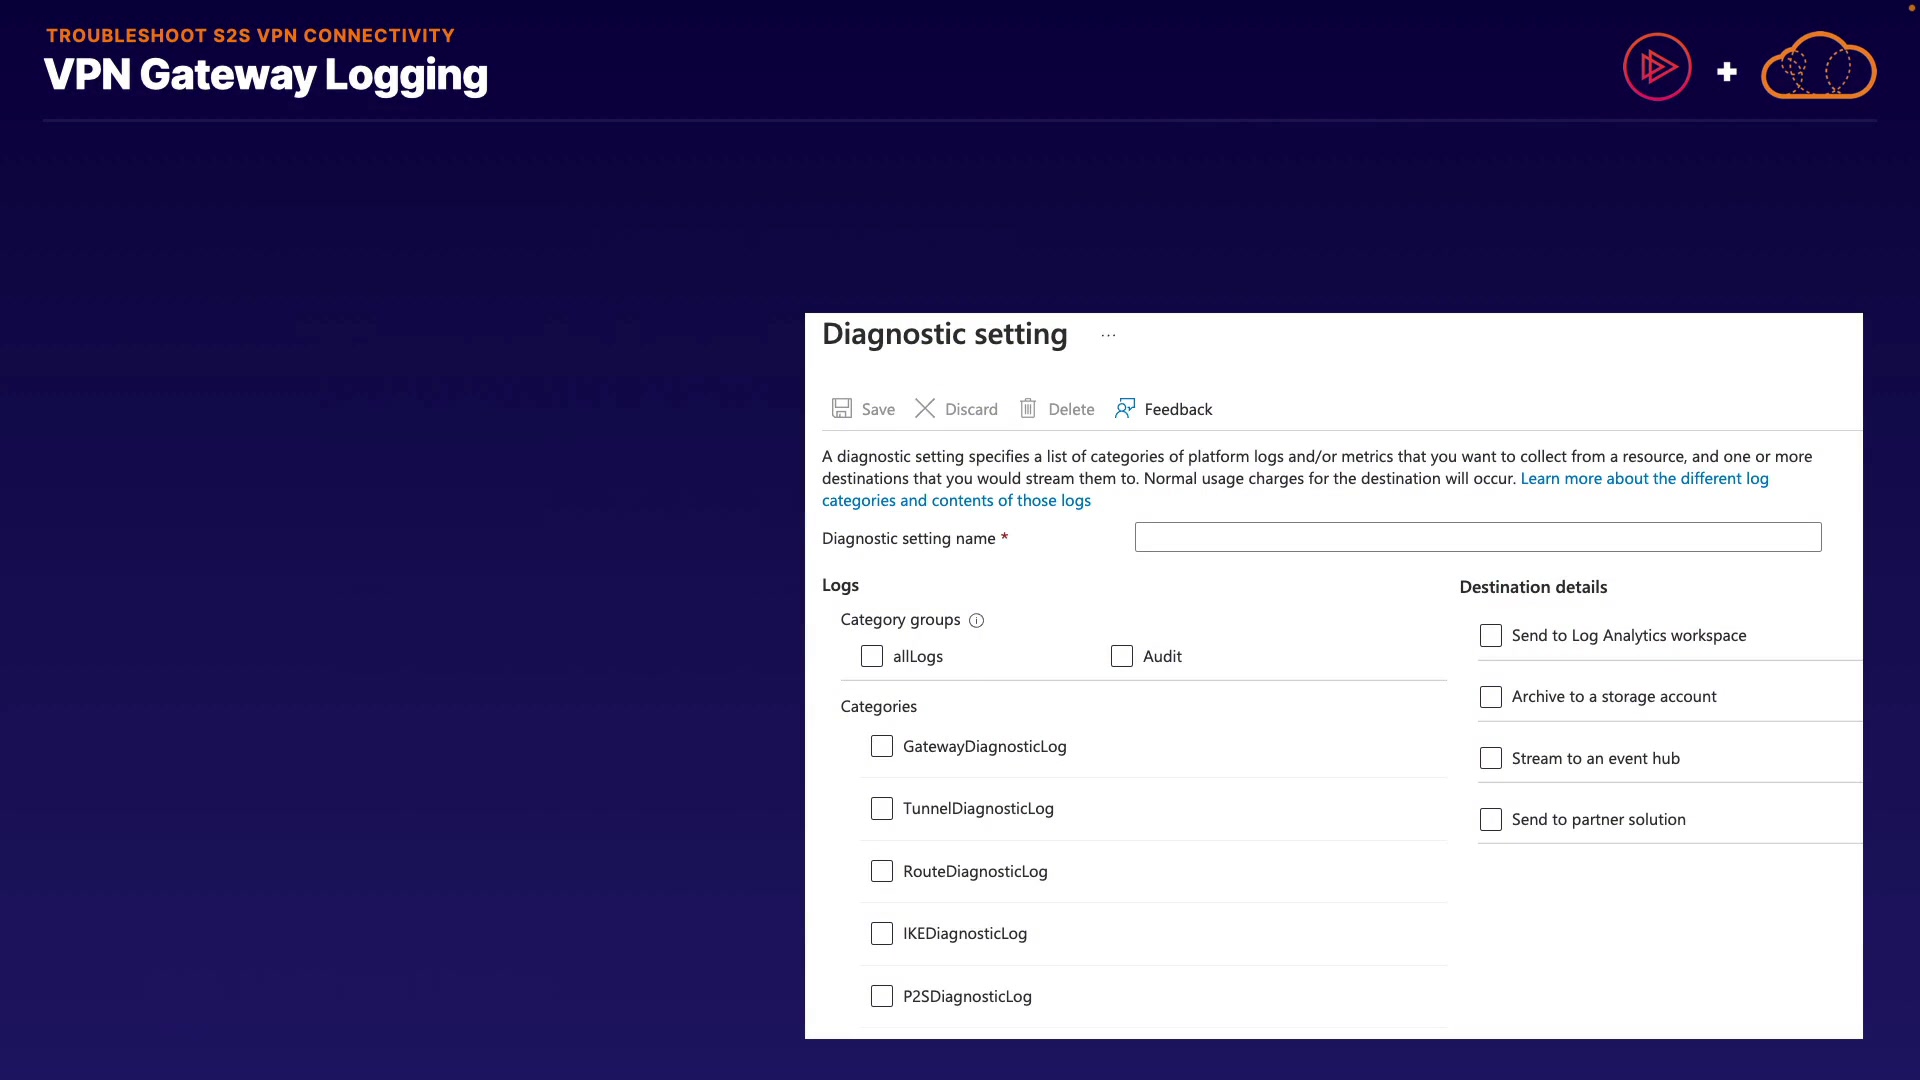 TROUBLESHOOT S2S VPN CONNECTIVITY
VPN Gateway Logging
Diagnostic setting ...
Save Discard Delete Feedback
A diagnostic setting specifies a list of categories of platform logs and/or metrics that you want to collect from a resource, and one or more
destinations that you would stream them to. Normal usage charges for the destination will occur. Learn more about the different log
categories and contents of those logs
Diagnostic setting name *
Logs
Category groups
allLogs Audit
Categories
GatewayDiagnosticLog
TunnelDiagnosticLog
RouteDiagnosticLog
IKEDiagnosticLog
P2SDiagnosticLog
Destination details
Send to Log Analytics workspace
Archive to a storage account
Stream to an event hub
Send to partner solution